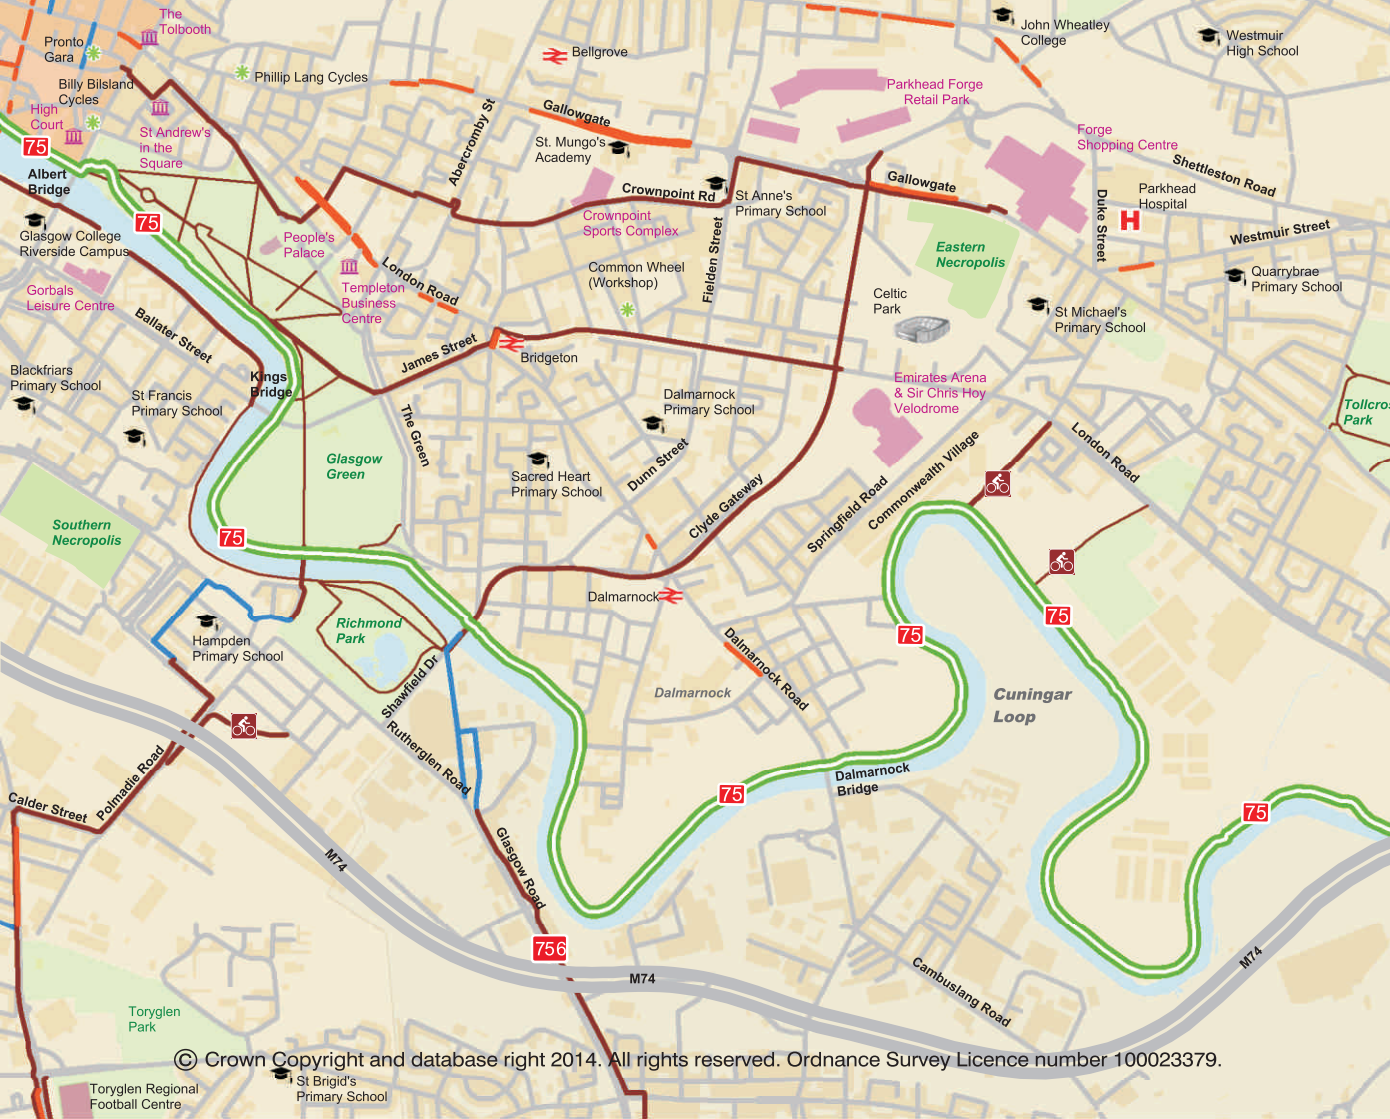 The
Tolbooth
Pronto
Gara
Billy Bilsland
Cycles
High
Court
St Andrew's
in the
Square
Phillip Lang Cycles
Bellgrove
Abercromby St
Gallowgate
St. Mungo's
Academy
John Wheatley
College
Westmuir
High School
Parkhead Forge
Retail Park
Forge
Shopping Centre
Shettleston Road
Parkhead
Hospital
H
Duke Street
Westmuir Street
Quarrybrae
Primary School
75
Albert
Bridge
75
Glasgow College
Riverside Campus
Gorbals
Leisure Centre
People's
Palace
Templeton
Business
Centre
London Road
Crownpoint Rd
Crownpoint
Sports Complex
St Anne's
Primary School
Fielden Street
Common Wheel
(Workshop)
Gallowgate
Eastern
Necropolis
Celtic
Park
St Michael's
Primary School
Ballater Street
Kings
Bridge
James Street
Bridgeton
Blackfriars
Primary School
St Francis
Primary School
The Green
Glasgow
Green
Dalmarnock
Primary School
Sacred Heart
Primary School
Dunn Street
Clyde Gateway
Emirates Arena
& Sir Chris Hoy
Velodrome
Springfield Road
Commonwealth Village
London Road
Tollcros
Park
Southern
Necropolis
75
Dalmarnock
Richmond
Park
Hampden
Primary School
Shawfield Dr
Rutherglen Road
Dalmarnock
Dalmarnock Road
75
75
Cuningar
Loop
Polmadie Road
Calder Street
M74
Glasgow Road
75
Dalmarnock
Bridge
75
756
M74
M74
Cambuslang Road
Toryglen
Park
© Crown Copyright and database right 2014. All rights reserved. Ordnance Survey Licence number 100023379.
Toryglen Regional
Football Centre
St Brigid's
Primary School